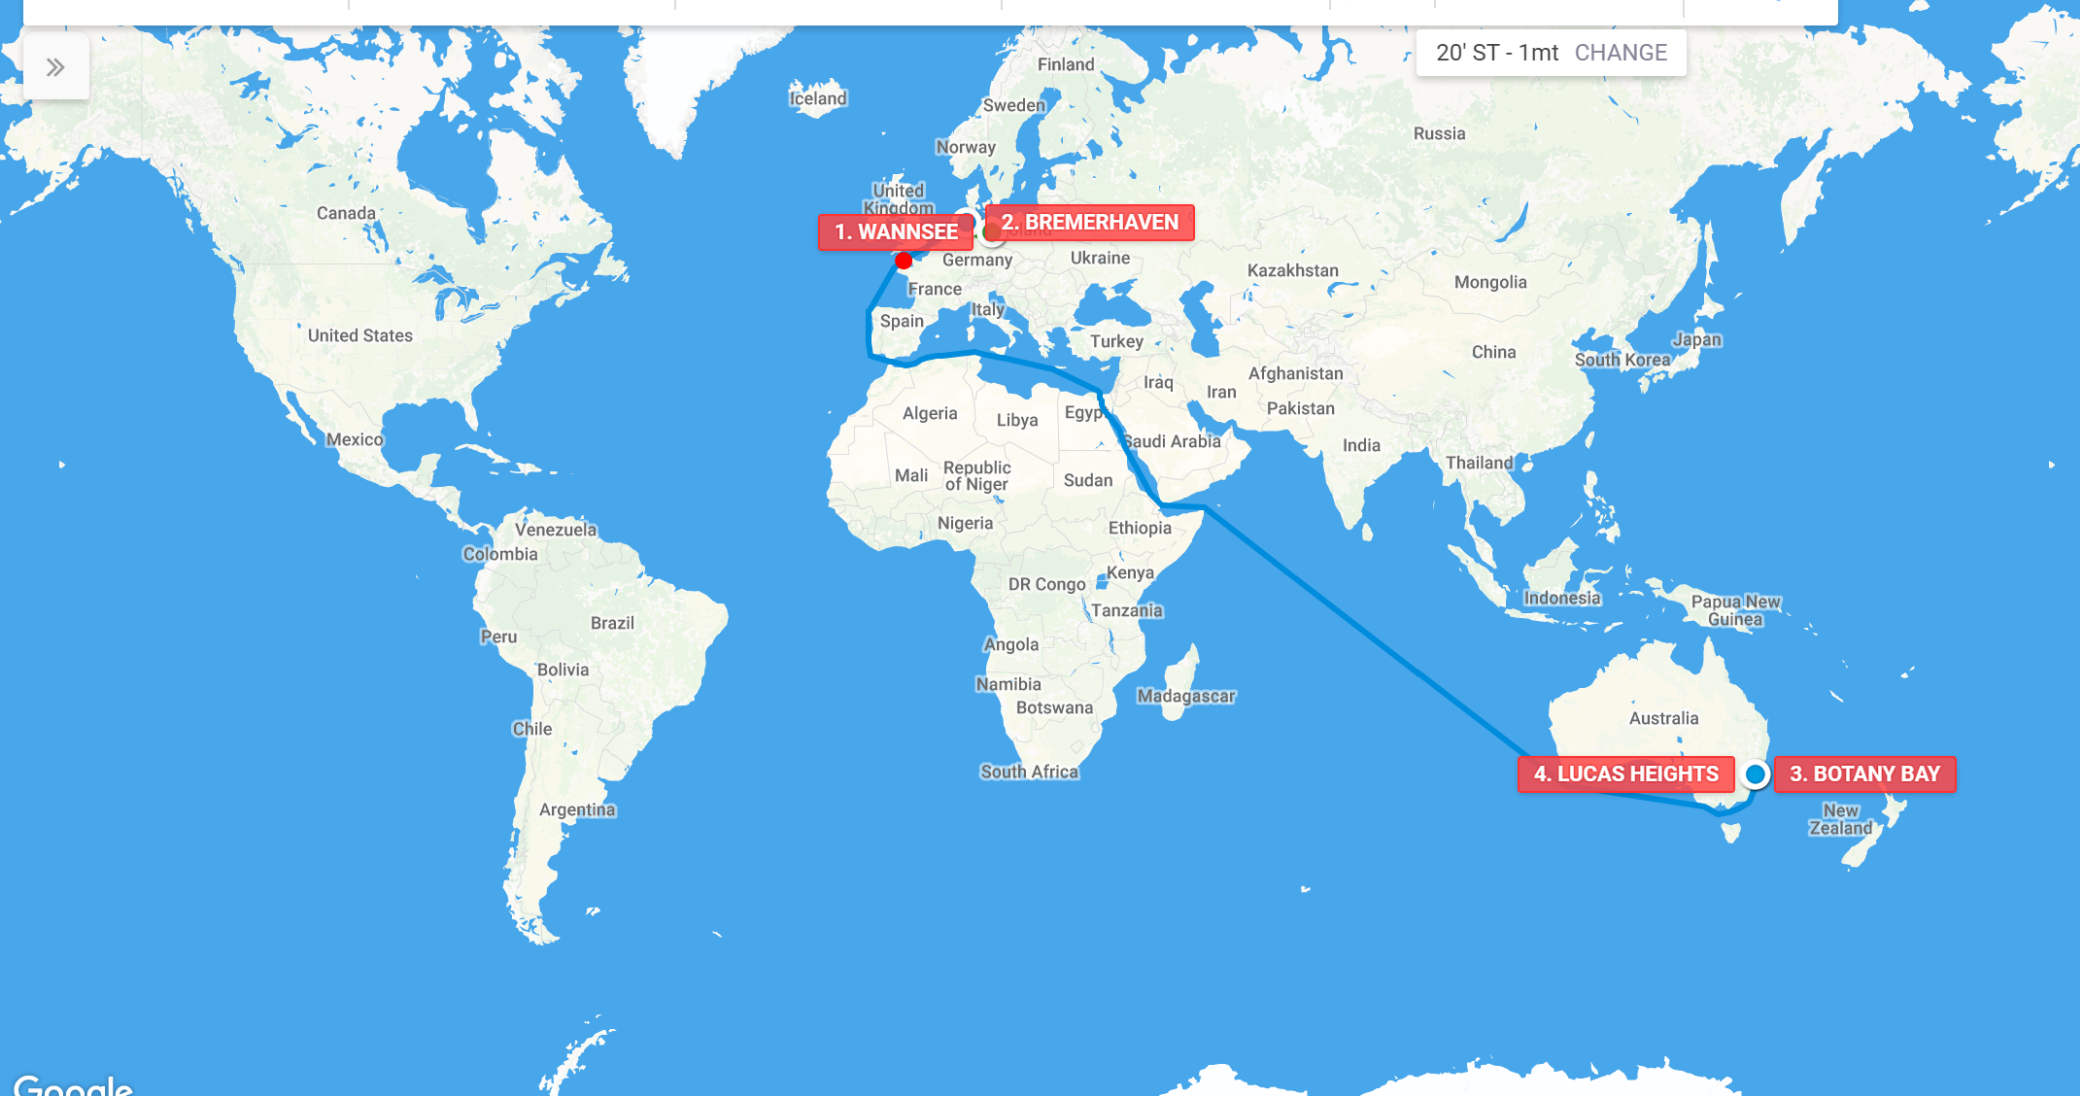 20' ST - 1mt CHANGE
Finland
Iceland
Sweden
Russia
Norway
United
Kingdom
Canada
1. WANNSEE
2. BREMERHAVEN
Germany
Ukraine
Kazakhstan
Mongolia
France
Italy
Spain
United States
Turkey
Japan
South Korea
China
Afghanistan
Iraq
Iran
Pakistan
Algeria
Libya
Egyp
Mexico
Saudi Arabia
India
Thailand
Mali
Republic
of Niger
Sudan
Nigeria
Ethiopia
Venezuela
Colombia
DR Congo
Kenya
Indonesia
Papua New
Guinea
Tanzania
Brazil
Peru
Angola
Bolivia
Namibia
Madagascar
Botswana
Australia
Chile
South Africa
4. LUCAS HEIGHTS
3. BOTANY BAY
Argentina
New
Zealand
Google